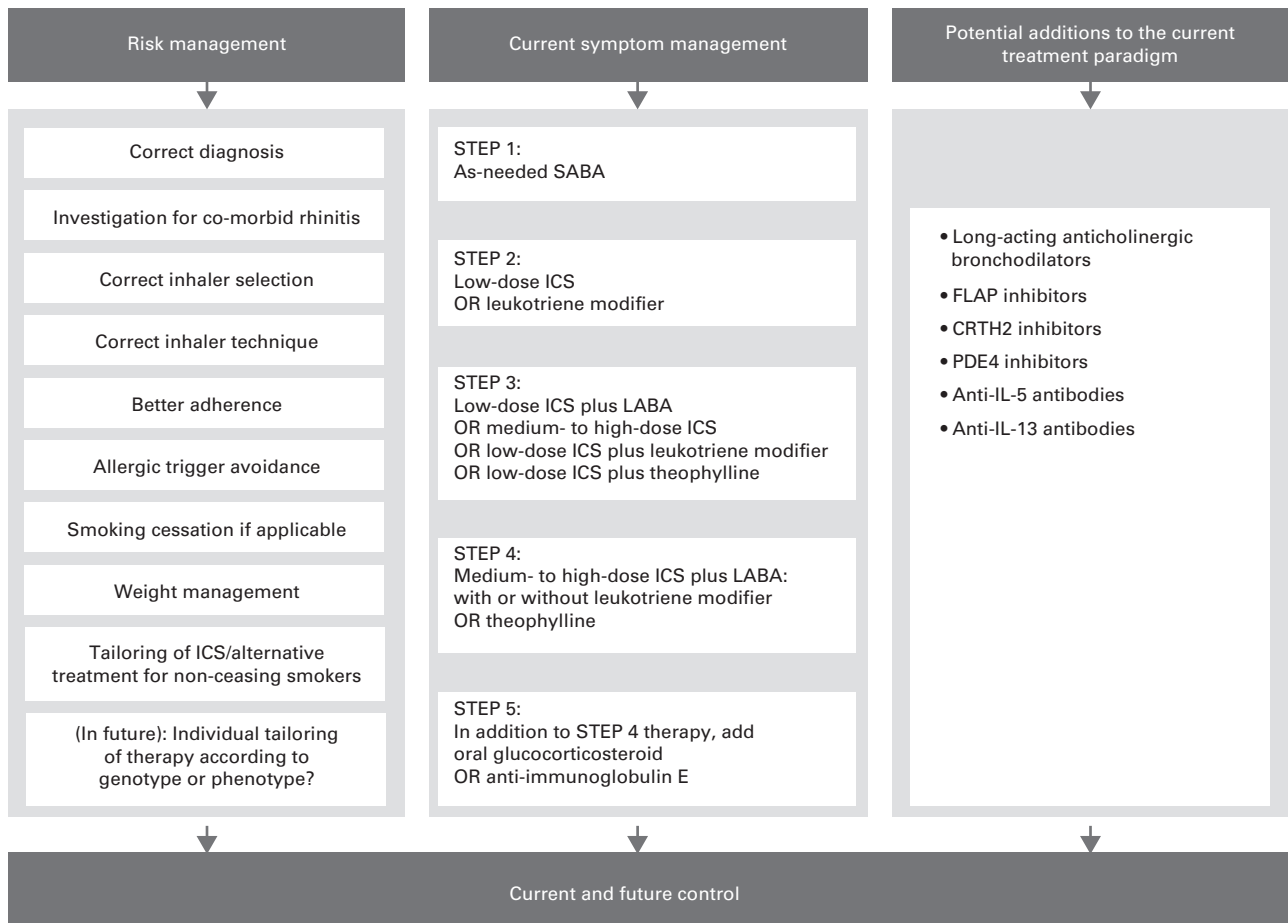 Risk management
Correct diagnosis
Investigation for co-morbid rhinitis
Correct inhaler selection
Correct inhaler technique
Better adherence
Allergic trigger avoidance
Smoking cessation if applicable
Weight management
Tailoring of ICS/alternative
treatment for non-ceasing smokers
(In future): Individual tailoring
of therapy according to
genotype or phenotype?
Current symptom management
STEP 1:
As-needed SABA
STEP 2:
Low-dose ICS
OR leukotriene modifier
STEP 3:
Low-dose ICS plus LABA
OR medium- to high-dose ICS
OR low-dose ICS plus leukotriene modifier
OR low-dose ICS plus theophylline
STEP 4:
Medium- to high-dose ICS plus LABA:
with or without leukotriene modifier
OR theophylline
STEP 5:
In addition to STEP 4 therapy, add
oral glucocorticosteroid
OR anti-immunoglobulin E
Potential additions to the current
treatment paradigm
• Long-acting anticholinergic
bronchodilators
• FLAP inhibitors
• CRTH2 inhibitors
• PDE4 inhibitors
• Anti-IL-5 antibodies
• Anti-IL-13 antibodies
Current and future control